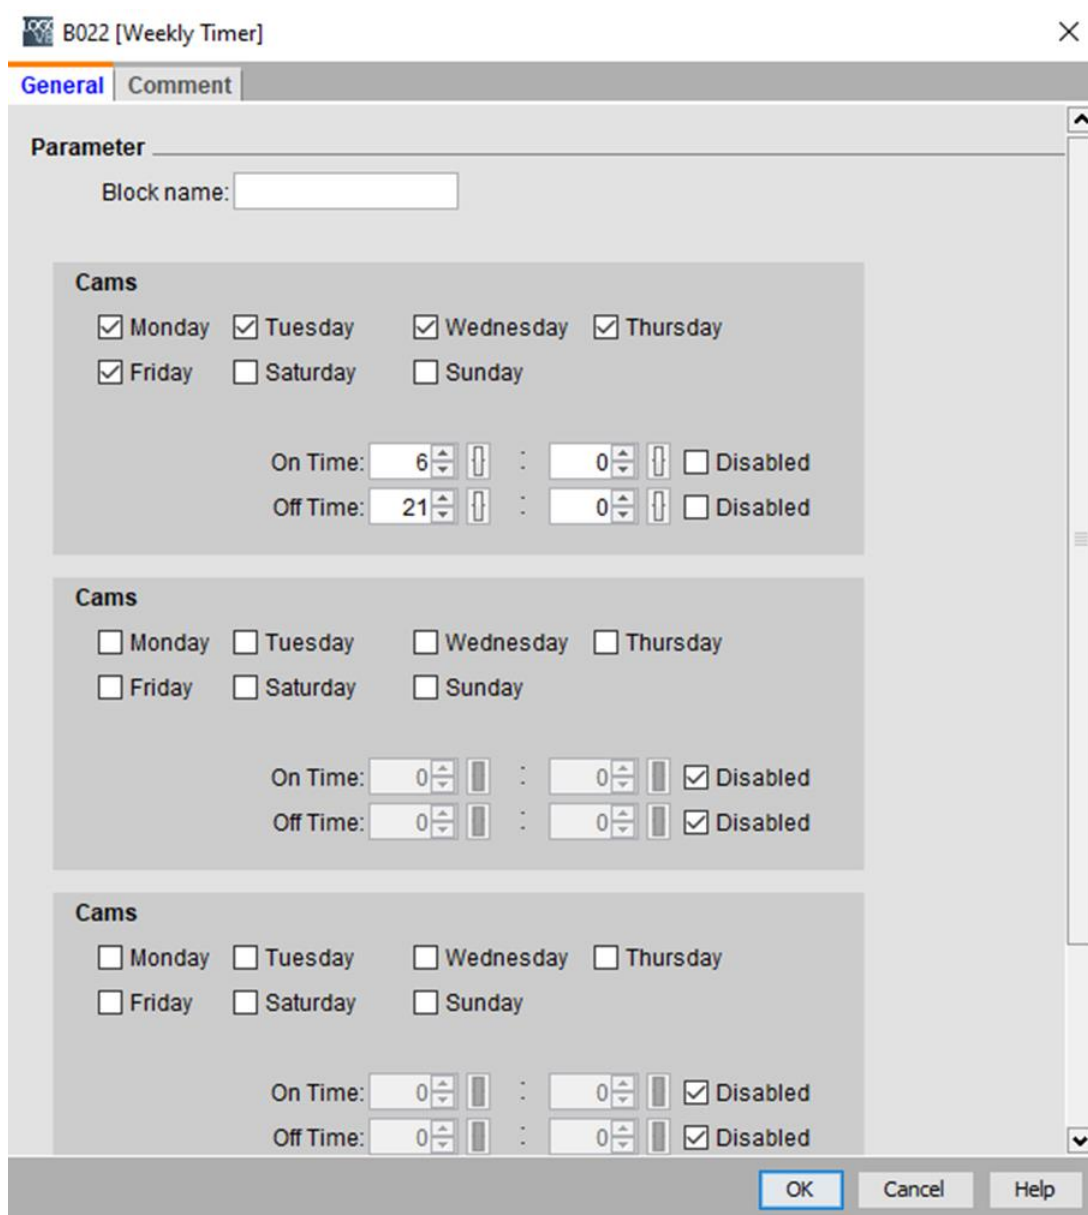 B022 [Weekly Timer]
General Comment
Parameter
Block name:
Cams
Monday Tuesday Wednesday Thursday
Friday Saturday Sunday
On Time: 6 : 0 Disabled
Off Time: 21 : 0 Disabled
Cams
Monday Tuesday Wednesday Thursday
Friday Saturday Sunday
On Time: 0 : 0 Disabled
Off Time: 0 : 0 Disabled
Cams
Monday Tuesday Wednesday Thursday
Friday Saturday Sunday
On Time: 0 : 0 Disabled
Off Time: 0 : 0 Disabled
OK Cancel Help